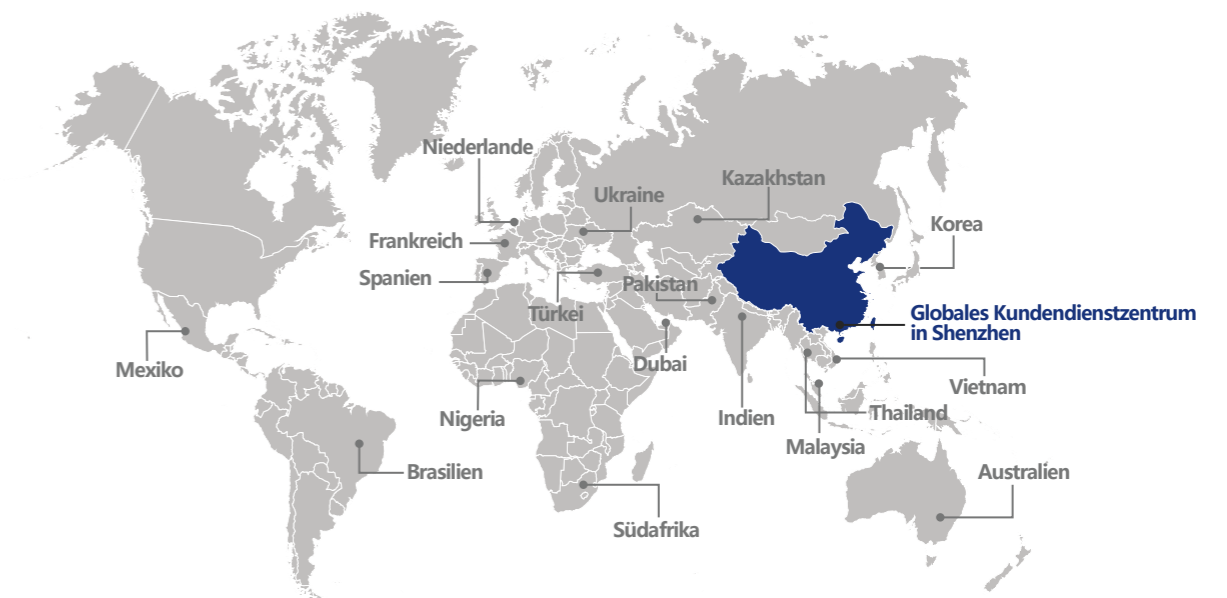 Niederlande
Kazakhstan
Ukraine
Korea
Frankreich
Spanien
Pakistan
Türkei
Globales Kundendienstzentrum
in Shenzhen
Dubai
Mexiko
Vietnam
Nigeria
Indien
Thailand
Malaysia
Brasilien
Australien
Südafrika